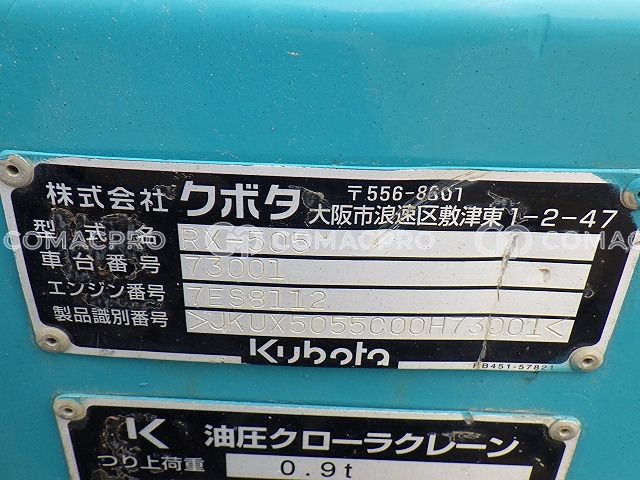 株式会社 クボタ 〒556-8601
大阪市浪速区敷津東1-2-47
型式名 RX-505
車台番号 73001
エンジン番号 7ES8112
製品識別番号 >JKUX5055C00H73001<
Kubota
RB451-57821
K 油圧クローラクレーン
つり上荷重 0.9t
COMACPRO COMACPRO